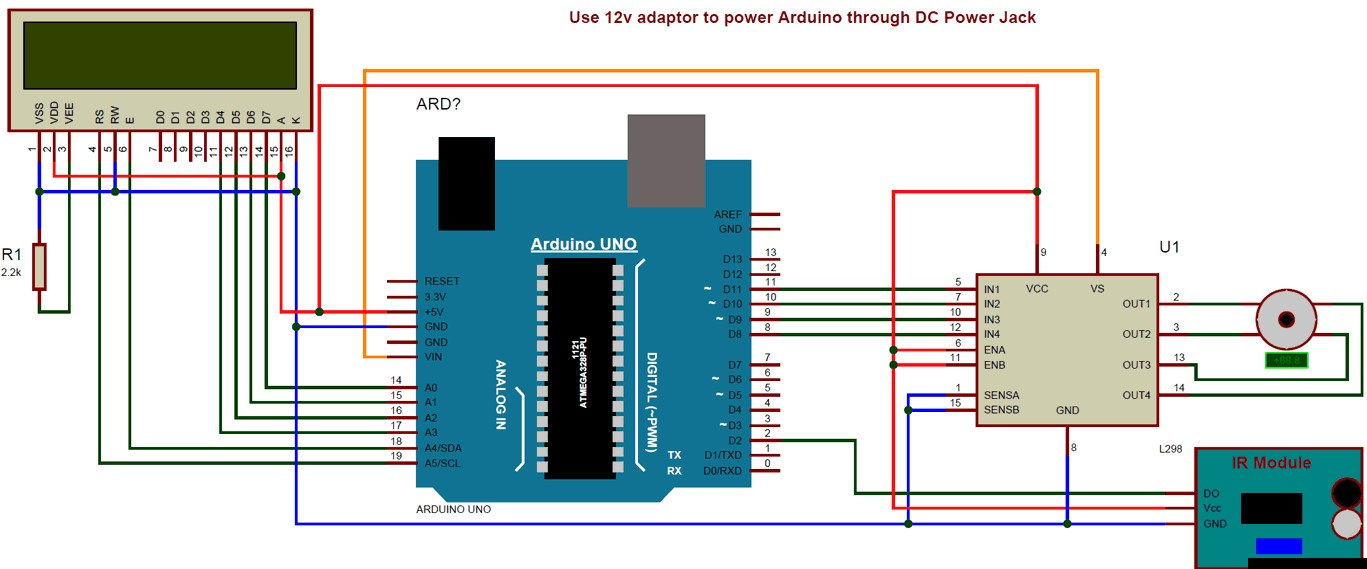 Use 12v adaptor to power Arduino through DC Power Jack
VSS
VDD
VEE
RS
RW
E
D0
D1
D2
D3
D4
D5
D6
D7
A
K
1
2
3
4
5
6
7
8
9
10
11
12
13
14
15
16
R1
2.2k
ARD?
Arduino UNO
RESET
3.3V
+5V
GND
GND
VIN
14 A0
15 A1
16 A2
17 A3
18 A4/SDA
19 A5/SCL
ANALOG IN
1121
ATMEGA328P-PU
DIGITAL (~PWM)
AREF
GND
D13 13
D12 12
~ D11 11
~ D10 10
~ D9 9
D8 8
D7 7
~ D6 6
~ D5 5
D4 4
~ D3 3
D2 2
TX D1/TXD 1
RX D0/RXD 0
ARDUINO UNO
U1
9
4
VCC
VS
5 IN1
7 IN2
10 IN3
12 IN4
6 ENA
11 ENB
1 SENSA
15 SENSB
GND
8
OUT1 2
OUT2 3
OUT3 13
OUT4 14
L298
IR Module
DO
Vcc
GND